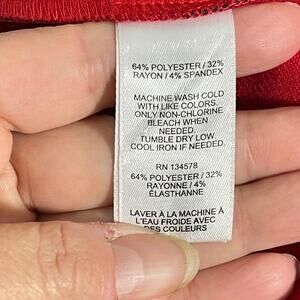 64% POLYESTER / 32%
RAYON / 4% SPANDEX
MACHINE WASH COLD
WITH LIKE COLORS.
ONLY NON-CHLORINE
BLEACH WHEN
NEEDED.
TUMBLE DRY LOW.
COOL IRON IF NEEDED.
RN 134578
64% POLYESTER / 32%
RAYONNE / 4%
ÉLASTHANNE
LAVER À LA MACHINE À
L'EAU FROIDE AVEC
DES COULEURS